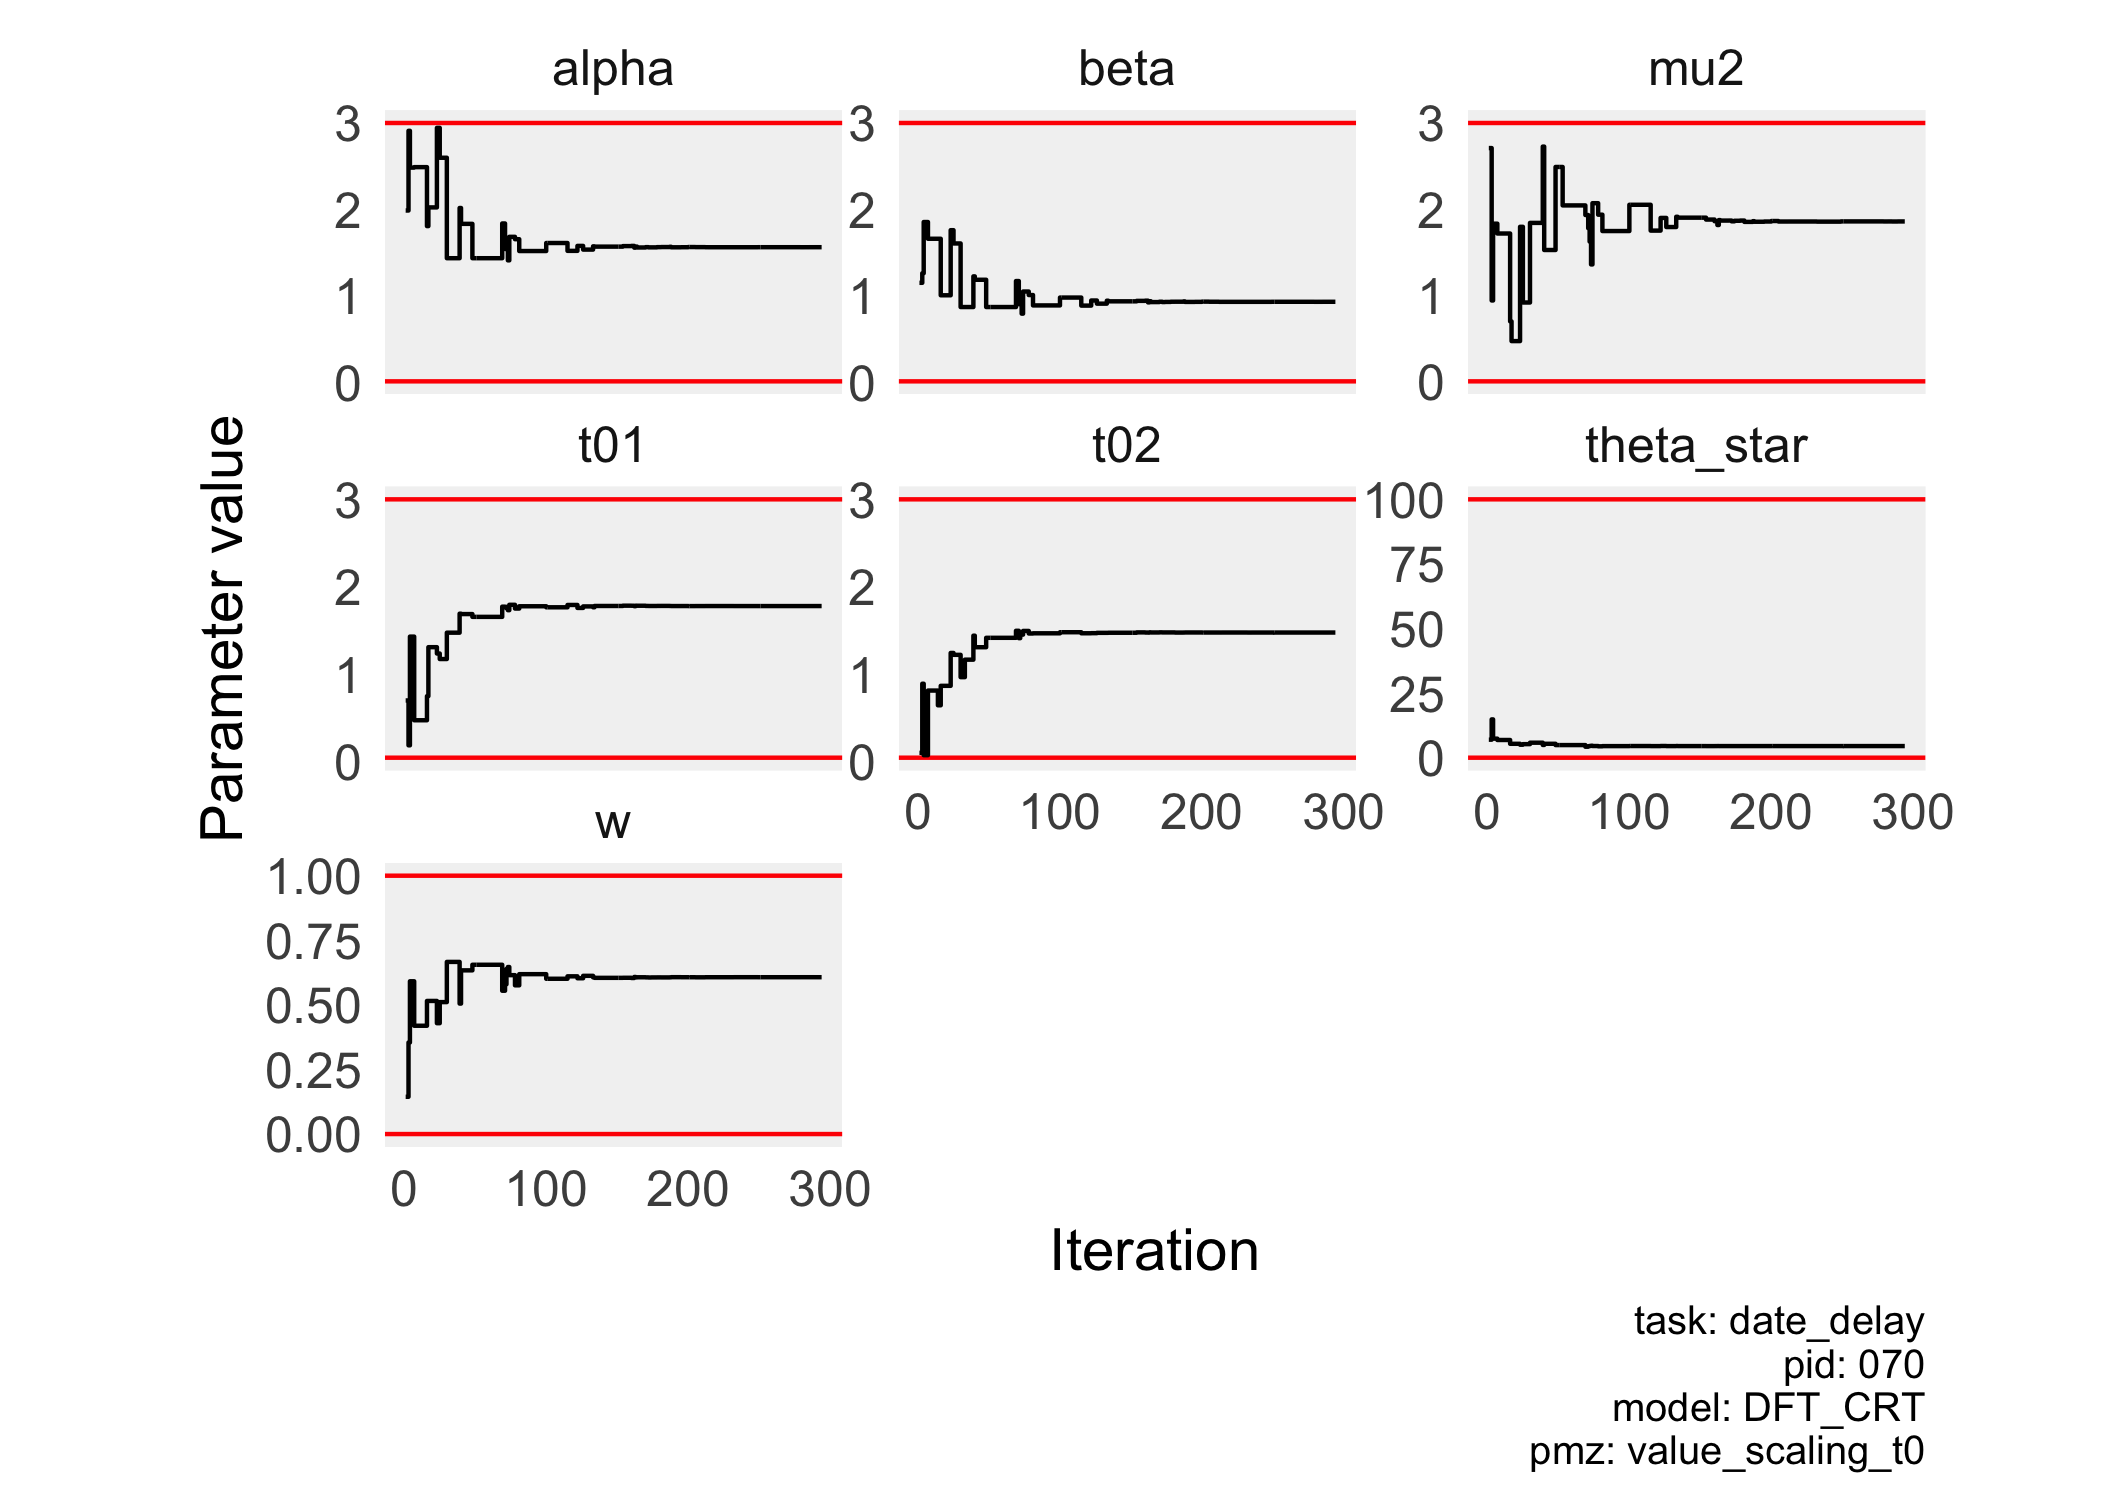 alpha
beta
mu2
3
2
1
0
3
2
1
0
3
2
1
0
t01
t02
theta_star
3
2
1
0
3
2
1
0
100
75
50
25
0
0 100 200 300
0 100 200 300
w
1.00
0.75
0.50
0.25
0.00
0 100 200 300
Parameter value
Iteration
task: date_delay
pid: 070
model: DFT_CRT
pmz: value_scaling_t0